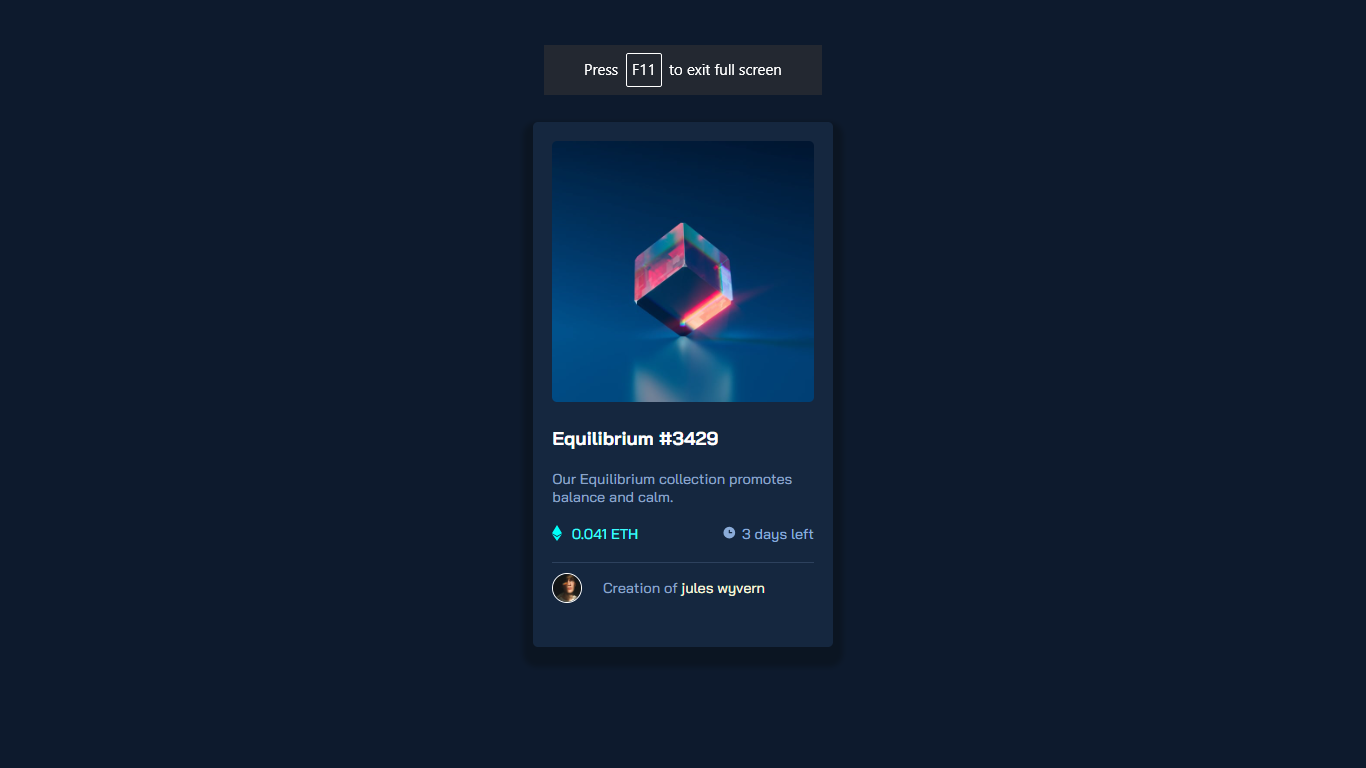 Press F11 to exit full screen
Equilibrium #3429
Our Equilibrium collection promotes
balance and calm.
0.041 ETH 3 days left
Creation of jules wyvern